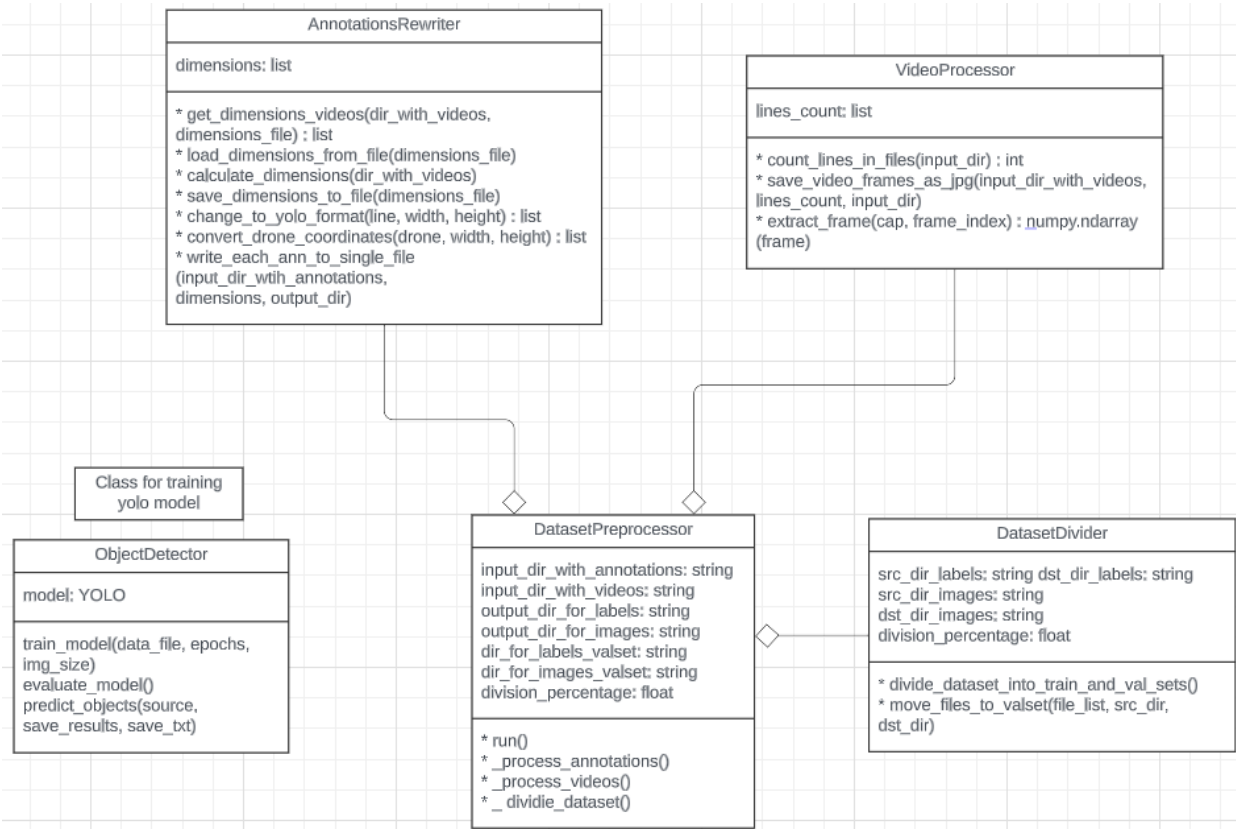 AnnotationsRewriter
dimensions: list
* get_dimensions_videos(dir_with_videos,
dimensions_file) : list
* load_dimensions_from_file(dimensions_file)
* calculate_dimensions(dir_with_videos)
* save_dimensions_to_file(dimensions_file)
* change_to_yolo_format(line, width, height) : list
* convert_drone_coordinates(drone, width, height) : list
* write_each_ann_to_single_file
(input_dir_wtih_annotations,
dimensions, output_dir)
VideoProcessor
lines_count: list
* count_lines_in_files(input_dir) : int
* save_video_frames_as_jpg(input_dir_with_videos,
lines_count, input_dir)
* extract_frame(cap, frame_index) : numpy.ndarray
(frame)
Class for training
yolo model
ObjectDetector
model: YOLO
train_model(data_file, epochs,
img_size)
evaluate_model()
predict_objects(source,
save_results, save_txt)
DatasetPreprocessor
input_dir_with_annotations: string
input_dir_with_videos: string
output_dir_for_labels: string
output_dir_for_images: string
dir_for_labels_valset: string
dir_for_images_valset: string
division_percentage: float
* run()
* _process_annotations()
* _process_videos()
* _ dividie_dataset()
DatasetDivider
src_dir_labels: string dst_dir_labels: string
src_dir_images: string
dst_dir_images: string
division_percentage: float
* divide_dataset_into_train_and_val_sets()
* move_files_to_valset(file_list, src_dir,
dst_dir)